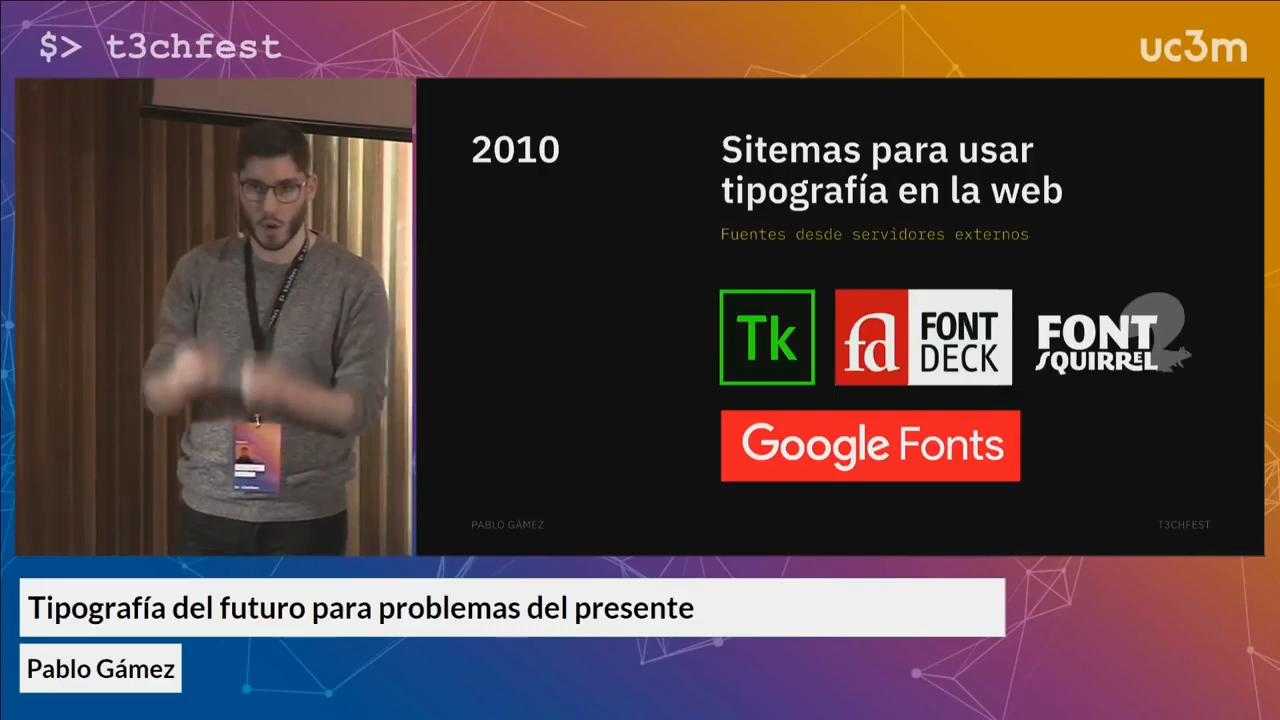 $> t3chfest
uc3m
2010
Sitemas para usar
tipografía en la web
Fuentes desde servidores externos
Tk
fd
FONT
DECK
FONT
SQUIRREL
Google Fonts
PABLO GÁMEZ
T3CHFEST
Tipografía del futuro para problemas del presente
Pablo Gámez